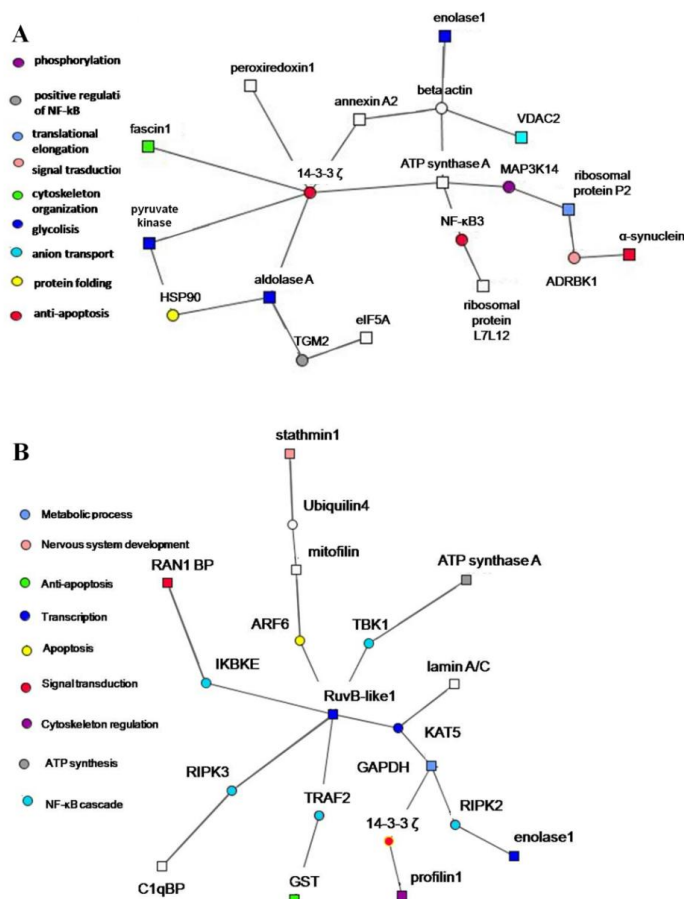 A
enolase1
phosphorylation
peroxiredoxin1
beta actin
positive regulati
of NF-kB
annexin A2
VDAC2
fascin1
translational
elongation
14-3-3 ζ
ATP synthase A
MAP3K14
ribosomal
protein P2
signal trasduction
cytoskeleton
organization
pyruvate
kinase
NF-κB3
α-synuclein
glycolisis
anion transport
aldolase A
ADRBK1
HSP90
protein folding
eIF5A
ribosomal
protein
L7L12
anti-apoptosis
TGM2
B
stathmin1
Ubiquilin4
Metabolic process
Nervous system development
mitofilin
RAN1 BP
ATP synthase A
Anti-apoptosis
Transcription
ARF6
TBK1
Apoptosis
IKBKE
lamin A/C
Signal transduction
RuvB-like1
Cytoskeleton regulation
KAT5
ATP synthesis
RIPK3
GAPDH
NF-κB cascade
TRAF2
RIPK2
14-3-3 ζ
enolase1
C1qBP
GST
profilin1